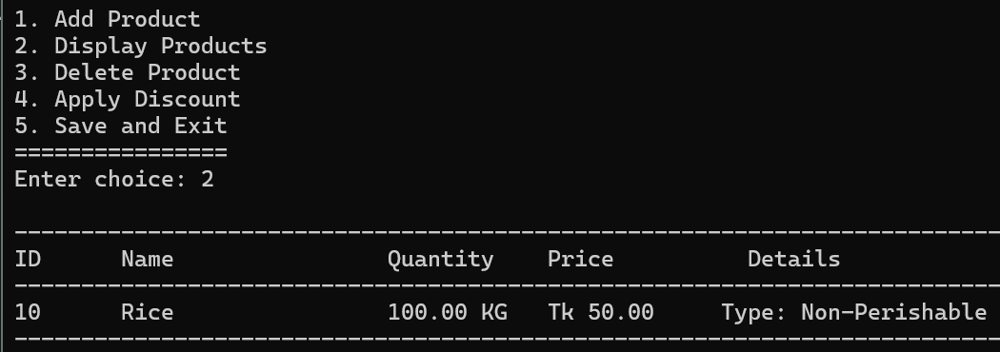 1. Add Product
2. Display Products
3. Delete Product
4. Apply Discount
5. Save and Exit
================
Enter choice: 2
--------------------------------------------------------------------------
ID      Name                Quantity    Price          Details
--------------------------------------------------------------------------
10      Rice                100.00 KG   Tk 50.00     Type: Non-Perishable
--------------------------------------------------------------------------